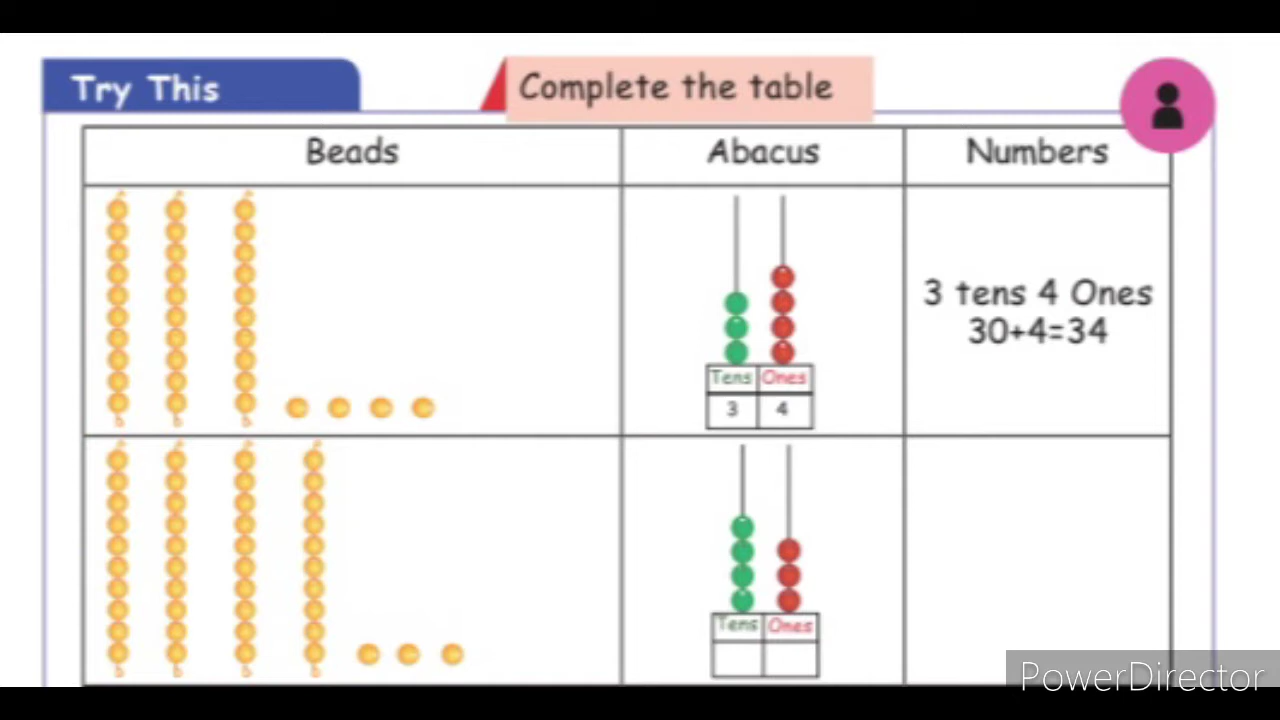 Try This
Complete the table
Beads
Abacus
Numbers
3 tens 4 Ones
30+4=34
Tens Ones
3 4
Tens Ones
PowerDirector